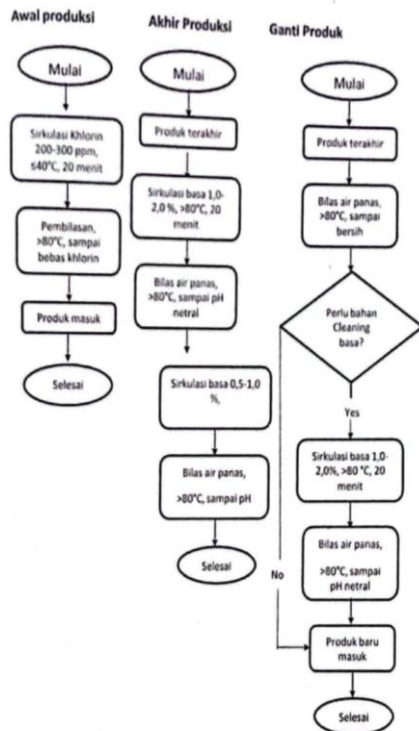 Awal produksi
Mulai
Sirkulasi Khlorin
200-300 ppm,
≤40°C, 20 menit
Pembilasan,
>80°C, sampai
bebas khlorin
Produk masuk
Selesai
Akhir Produksi
Mulai
Produk terakhir
Sirkulasi basa 1,0-
2,0 %, >80°C, 20
menit
Bilas air panas,
>80°C, sampai pH
netral
Sirkulasi basa 0,5-1,0
%,
Bilas air panas,
>80°C, sampai pH
Selesai
Ganti Produk
Mulai
Produk terakhir
Bilas air panas,
>80°C, sampai
bersih
Perlu bahan
Cleaning
basa?
Yes
Sirkulasi basa 1,0-
2,0%, >80 °C, 20
menit
Bilas air panas,
>80°C, sampai
pH netral
No
Produk baru
masuk
Selesai